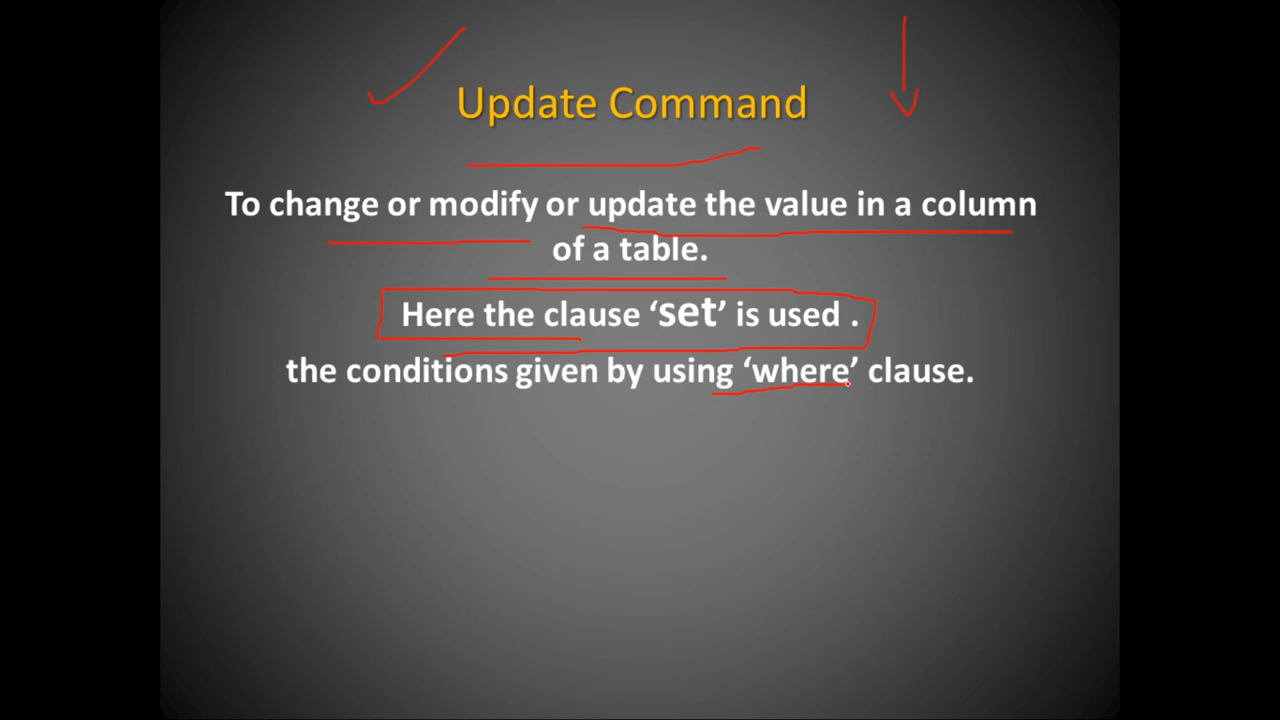 Update Command
To change or modify or update the value in a column
of a table.
Here the clause ‘set’ is used .
the conditions given by using ‘where’ clause.